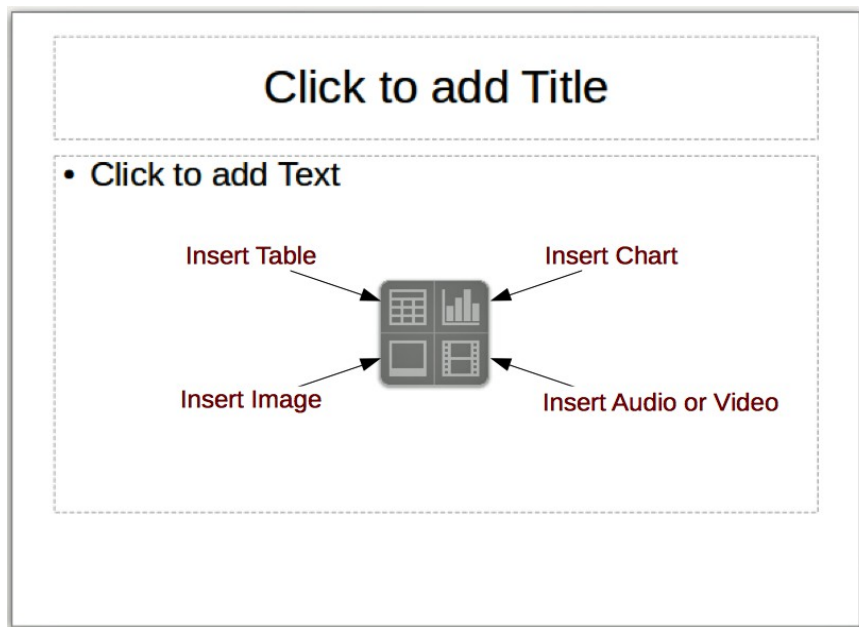 Click to add Title
• Click to add Text
Insert Table
Insert Chart
Insert Image
Insert Audio or Video